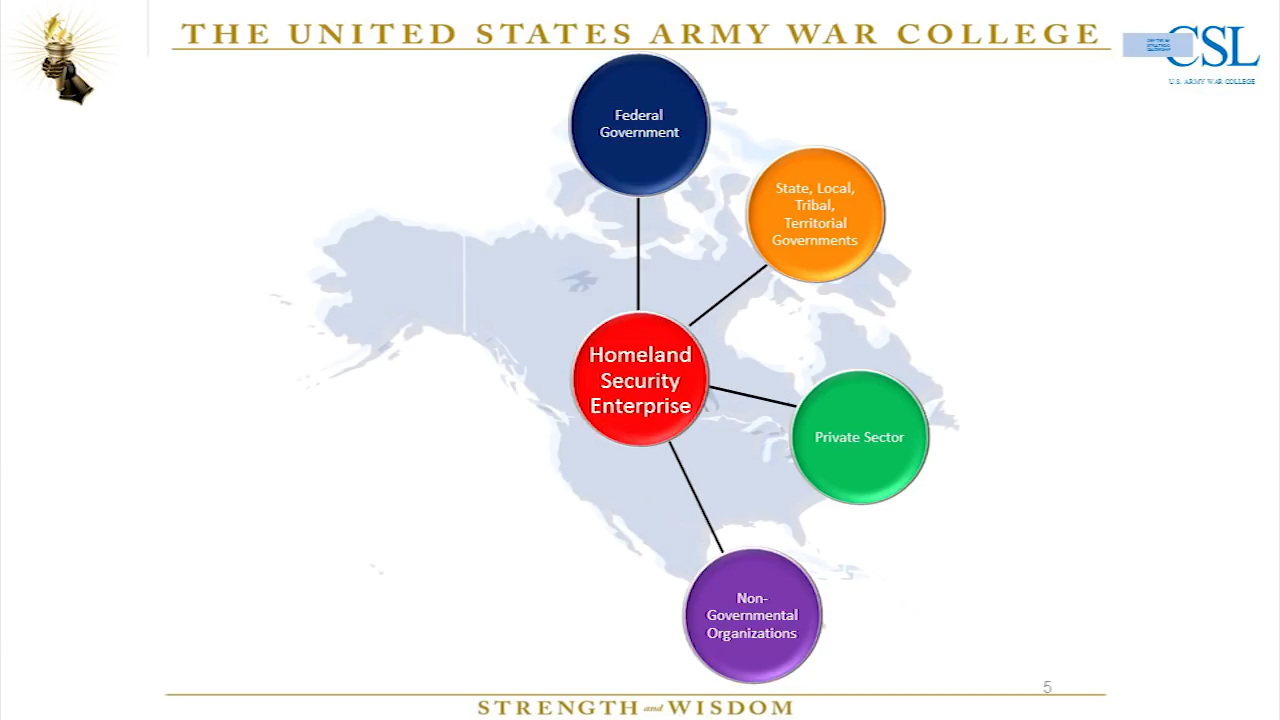 THE UNITED STATES ARMY WAR COLLEGE
CSL
U.S. ARMY WAR COLLEGE
Federal
Government
State, Local,
Tribal,
Territorial
Governments
Homeland
Security
Enterprise
Private Sector
Non-
Governmental
Organizations
5
STRENGTH and WISDOM